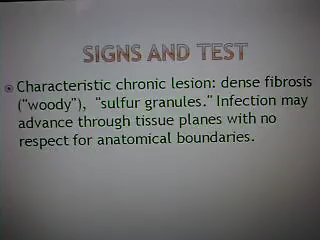 SIGNS AND TEST
Characteristic chronic lesion: dense fibrosis
("woody"), "sulfur granules." Infection may
advance through tissue planes with no
respect for anatomical boundaries.